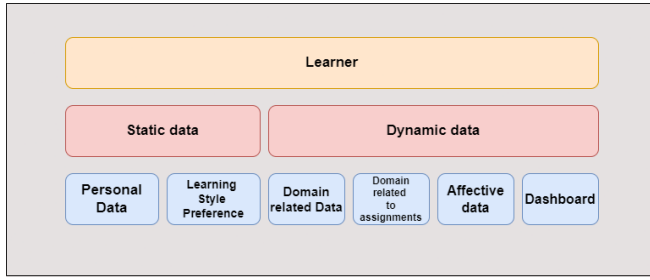 Learner
Static data
Dynamic data
Personal
Data
Learning
Style
Preference
Domain
related Data
Domain
related
to
assignments
Affective
data
Dashboard